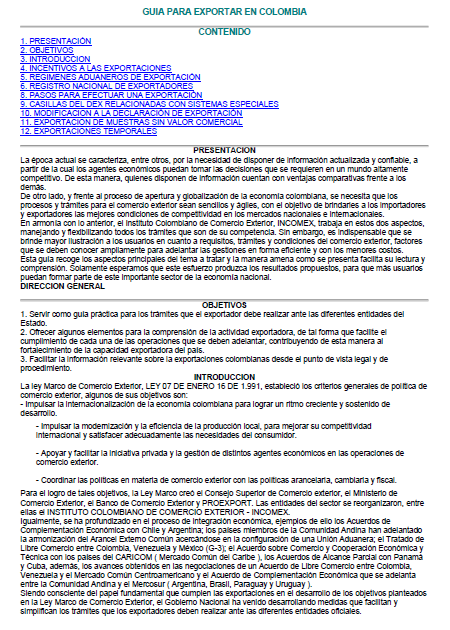 GUIA PARA EXPORTAR EN COLOMBIA
CONTENIDO
1. PRESENTACIÓN
2. OBJETIVOS
3. INTRODUCCION
4. INCENTIVOS A LAS EXPORTACIONES
5. REGIMENES ADUANEROS DE EXPORTACIÓN
6. REGISTRO NACIONAL DE EXPORTADORES
8. PASOS PARA EFECTUAR UNA EXPORTACIÓN
9. CASILLAS DEL DEX RELACIONADAS CON SISTEMAS ESPECIALES
10. MODIFICACION A LA DECLARACIÓN DE EXPORTACIÓN
11. EXPORTACION DE MUESTRAS SIN VALOR COMERCIAL
12. EXPORTACIONES TEMPORALES
PRESENTACION
La época actual se caracteriza, entre otros, por la necesidad de disponer de información actualizada y confiable, a
partir de la cual los agentes económicos puedan tomar las decisiones que se requieren en un mundo altamente
competitivo. De esta manera, quienes disponen de información cuentan con ventajas comparativas frente a los
demás.
De otro lado, y frente al proceso de apertura y globalización de la economía colombiana, se necesita que los
procesos y trámites para el comercio exterior sean sencillos y ágiles, con el objetivo de brindarles a los importadores
y exportadores las mejores condiciones de competitividad en los mercados nacionales e internacionales.
En armonía con lo anterior, el Instituto Colombiano de Comercio Exterior, INCOMEX, trabaja en estos dos aspectos,
manejando y flexibilizando todos los trámites que son de su competencia. Sin embargo, es indispensable que se
brinde mayor ilustración a los usuarios en cuanto a requisitos, trámites y condiciones del comercio exterior, factores
que se deben conocer ampliamente para adelantar las gestiones en forma eficiente y con los menores costos.
Esta guía recoge los aspectos principales del tema a tratar y la manera amena como se presenta facilita su lectura y
comprensión. Solamente esperamos que este esfuerzo produzca los resultados propuestos, para que más usuarios
puedan formar parte de este importante sector de la economía nacional.
DIRECCION GENERAL
OBJETIVOS
1. Servir como guía práctica para los trámites que el exportador debe realizar ante las diferentes entidades del
Estado.
2. Ofrecer algunos elementos para la comprensión de la actividad exportadora, de tal forma que facilite el
cumplimiento de cada una de las operaciones que se deben adelantar, contribuyendo de esta manera al
fortalecimiento de la capacidad exportadora del país.
3. Facilitar la información relevante sobre la exportaciones colombianas desde el punto de vista legal y de
procedimiento.
INTRODUCCION
La ley Marco de Comercio Exterior, LEY 07 DE ENERO 16 DE 1.991, estableció los criterios generales de política de
comercio exterior, algunos de sus objetivos son:
- Impulsar la internacionalización de la economía colombiana para lograr un ritmo creciente y sostenido de
desarrollo.
- Impulsar la modernización y la eficiencia de la producción local, para mejorar su competitividad
internacional y satisfacer adecuadamente las necesidades del consumidor.
- Apoyar y facilitar la iniciativa privada y la gestión de distintos agentes económicos en las operaciones de
comercio exterior.
- Coordinar las políticas en materia de comercio exterior con las políticas arancelaria, cambiaria y fiscal.
Para el logro de tales objetivos, la Ley Marco creó el Consejo Superior de Comercio exterior, el Ministerio de
Comercio Exterior, el Banco de Comercio Exterior y PROEXPORT. Las entidades del sector se reorganizaron, entre
ellas el INSTITUTO COLOMBIANO DE COMERCIO EXTERIOR - INCOMEX.
Igualmente, se ha profundizado en el proceso de integración económica, ejemplos de ello los Acuerdos de
Complementación Económica con Chile y Argentina; los países miembros de la Comunidad Andina han adelantado
la armonización del Arancel Externo Común acercándose en la configuración de una Unión Aduanera; el Tratado de
Libre Comercio entre Colombia, Venezuela y México (G-3); el Acuerdo sobre Comercio y Cooperación Económica y
Técnica con los países del CARICOM ( Mercado Común del Caribe ), los Acuerdos de Alcance Parcial con Panamá
y Cuba, además, los avances obtenidos en las negociaciones de un Acuerdo de Libre Comercio entre Colombia,
Venezuela y el Mercado Común Centroamericano y el Acuerdo de Complementación Económica que se adelanta
entre la Comunidad Andina y el Mercosur ( Argentina, Brasil, Paraguay y Uruguay ).
Siendo consciente del papel fundamental que cumplen las exportaciones en el desarrollo de los objetivos planteados
en la Ley Marco de Comercio Exterior, el Gobierno Nacional ha venido desarrollando medidas que facilitan y
simplifican los trámites que los exportadores deben realizar ante las diferentes entidades oficiales.